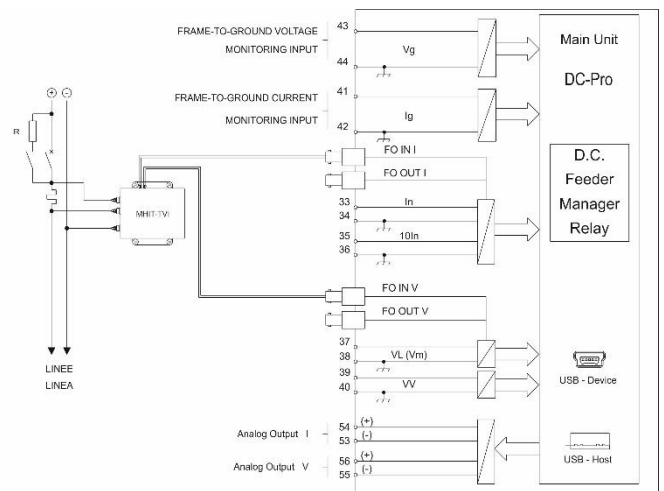 FRAME-TO-GROUND VOLTAGE
MONITORING INPUT
43
44
Vg
FRAME-TO-GROUND CURRENT
MONITORING INPUT
41
42
Ig
Main Unit
DC-Pro
D.C.
Feeder
Manager
Relay
+
-
R
MHIT-TVI
LINEE
LINEA
FO IN I
FO OUT I
33
In
34
35
10In
36
FO IN V
FO OUT V
37
38
VL (Vm)
39
40
VV
USB - Device
Analog Output I
54
(+)
53
(-)
Analog Output V
56
(+)
55
(-)
USB - Host